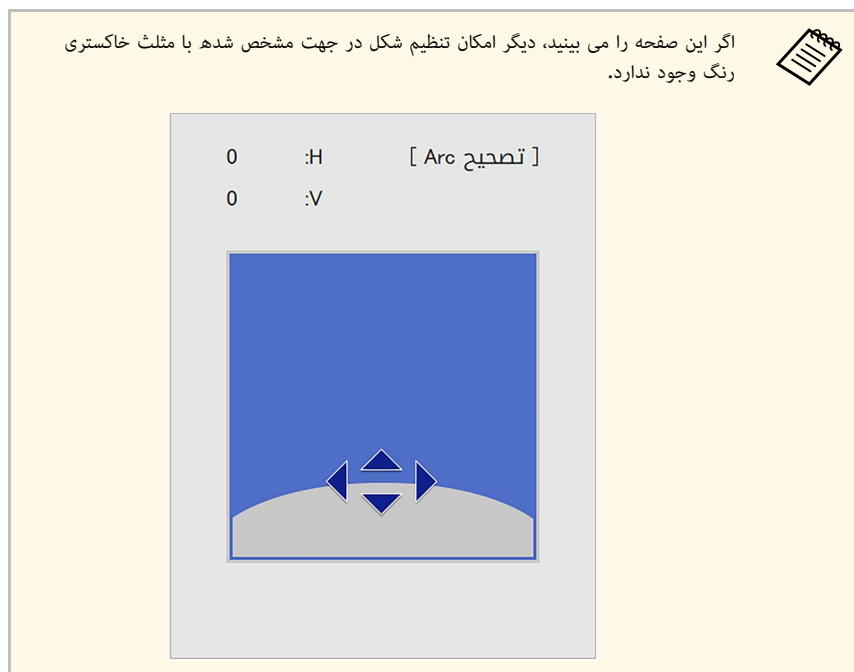 اگر این صفحه را می بینید، دیگر امکان تنظیم شکل در جهت مشخص شده با مثلث خاکستری
رنگ وجود ندارد.
[ تصحیح Arc ] H: 0
V: 0